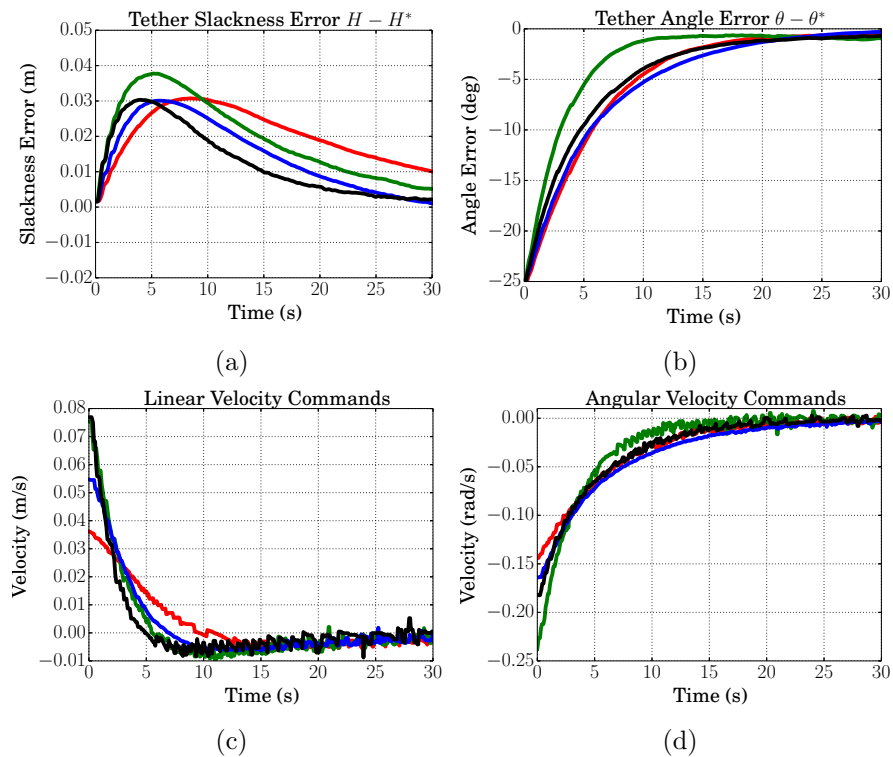 Tether Slackness Error H − H*
Slackness Error (m)
0.05
0.04
0.03
0.02
0.01
0.00
−0.01
−0.02
0 5 10 15 20 25 30
Time (s)
(a)
Tether Angle Error θ − θ*
Angle Error (deg)
0
−5
−10
−15
−20
−25
0 5 10 15 20 25 30
Time (s)
(b)
Linear Velocity Commands
Velocity (m/s)
0.08
0.07
0.06
0.05
0.04
0.03
0.02
0.01
0.00
−0.01
0 5 10 15 20 25 30
Time (s)
(c)
Angular Velocity Commands
Velocity (rad/s)
0.00
−0.05
−0.10
−0.15
−0.20
−0.25
0 5 10 15 20 25 30
Time (s)
(d)